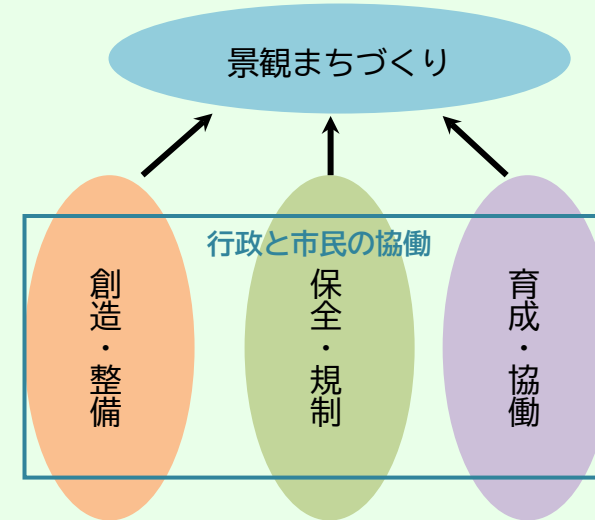 景観まちづくり
行政と市民の協働
創造・整備
保全・規制
育成・協働